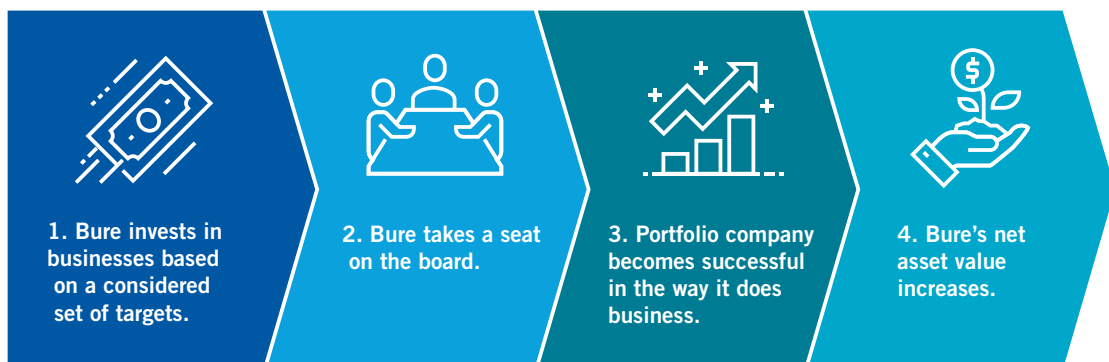 1. Bure invests in
businesses based
on a considered
set of targets.
2. Bure takes a seat
on the board.
3. Portfolio company
becomes successful
in the way it does
business.
4. Bure’s net
asset value
increases.
$